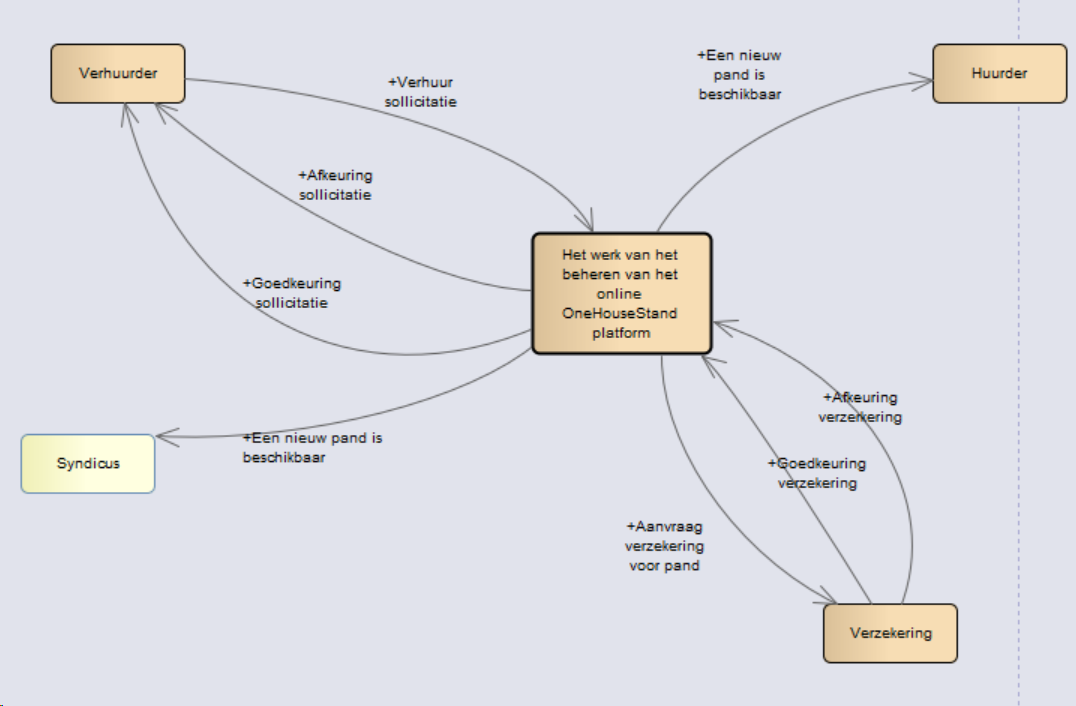 Verhuurder
+Verhuur
sollicitatie
+Een nieuw
pand is
beschikbaar
Huurder
+Afkeuring
sollicitatie
+Goedkeuring
sollicitatie
Het werk van het
beheren van het
online
OneHouseStand
platform
+Een nieuw pand is
beschikbaar
Syndicus
+Afkeuring
verzerkering
+Goedkeuring
verzekering
+Aanvraag
verzekering
voor pand
Verzekering